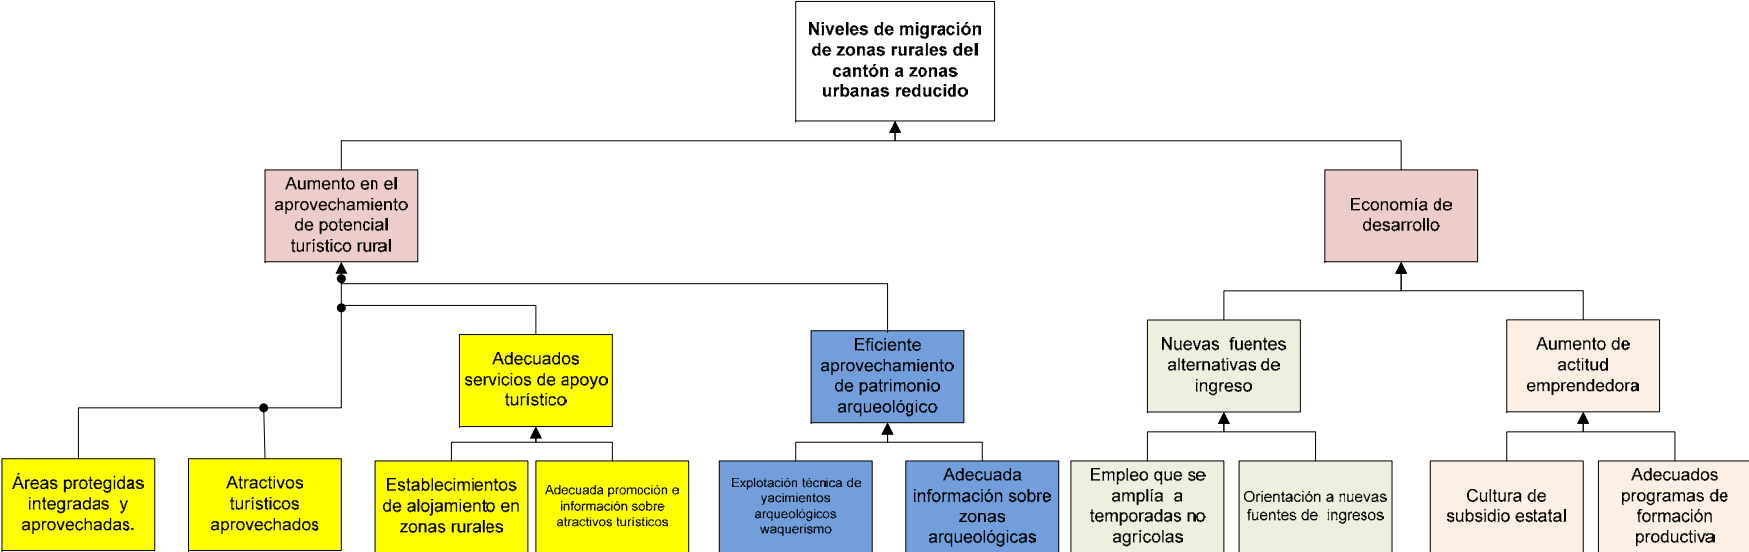 Niveles de migración
de zonas rurales del
cantón a zonas
urbanas reducido
Aumento en el
aprovechamiento
de potencial
turístico rural
Economía de
desarrollo
Adecuados
servicios de apoyo
turístico
Eficiente
aprovechamiento
de patrimonio
arqueológico
Nuevas fuentes
alternativas de
ingreso
Aumento de
actitud
emprendedora
Áreas protegidas
integradas y
aprovechadas.
Atractivos
turísticos
aprovechados
Establecimientos
de alojamiento en
zonas rurales
Adecuada promoción e
información sobre
atractivos turísticos
Explotación técnica de
yacimientos
arqueológicos
waquerismo
Adecuada
información sobre
zonas
arqueológicas
Empleo que se
amplía a
temporadas no
agrícolas
Orientación a nuevas
fuentes de ingresos
Cultura de
subsidio estatal
Adecuados
programas de
formación
productiva